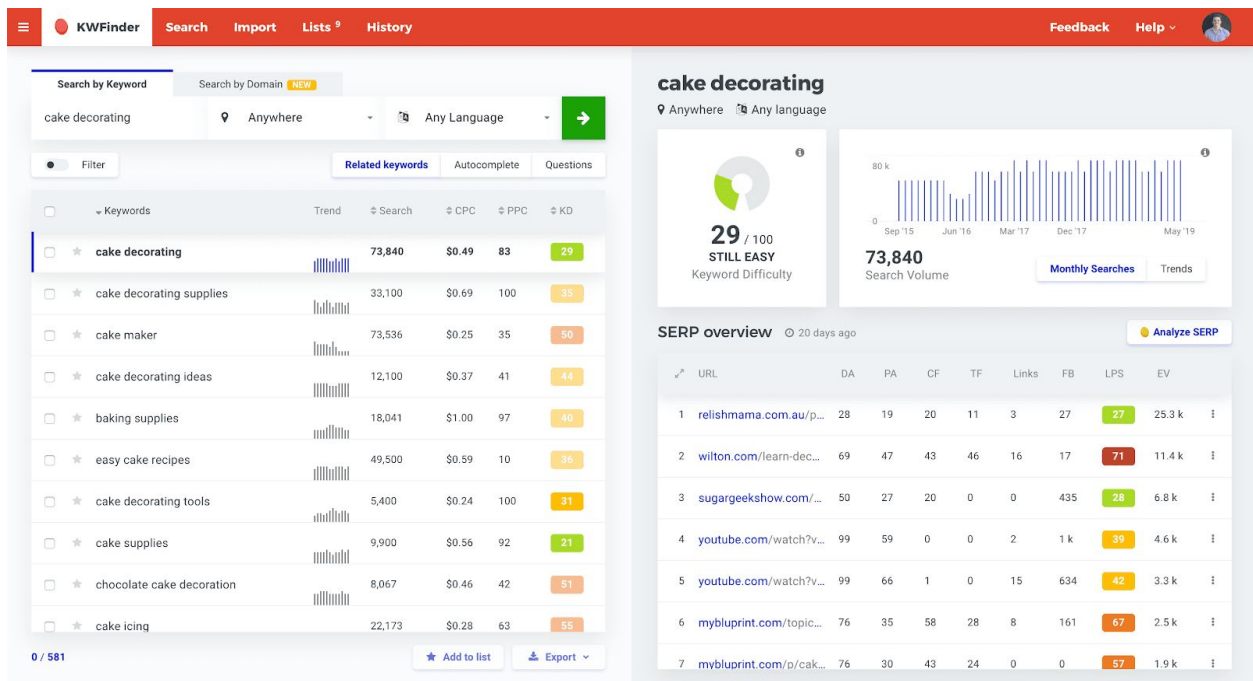 KWFinder Search Import Lists 9 History Feedback Help
Search by Keyword Search by Domain NEW
cake decorating Anywhere Any Language
Filter Related keywords Autocomplete Questions
Keywords Trend Search CPC PPC KD
cake decorating 73,840 $0.49 83 29
cake decorating supplies 33,100 $0.69 100 35
cake maker 73,536 $0.25 35 50
cake decorating ideas 12,100 $0.37 41 44
baking supplies 18,041 $1.00 97 40
easy cake recipes 49,500 $0.59 10 36
cake decorating tools 5,400 $0.24 100 31
cake supplies 9,900 $0.56 92 21
chocolate cake decoration 8,067 $0.46 42 51
cake icing 22,173 $0.28 63 55
0 / 581 Add to list Export
cake decorating
Anywhere Any language
29 / 100
STILL EASY
Keyword Difficulty
80 k
0
Sep '15 Jun '16 Mar '17 Dec '17 May '19
73,840
Search Volume
Monthly Searches Trends
SERP overview 20 days ago Analyze SERP
URL DA PA CF TF Links FB LPS EV
1 relishmama.com.au/p... 28 19 20 11 3 27 27 25.3 k
2 wilton.com/learn-dec... 69 47 43 46 16 17 71 11.4 k
3 sugargeekshow.com/... 50 27 20 0 0 435 28 6.8 k
4 youtube.com/watch?v... 99 59 0 0 2 1 k 39 4.6 k
5 youtube.com/watch?v... 99 66 1 0 15 634 42 3.3 k
6 mybluprint.com/topic... 76 35 58 28 8 161 67 2.5 k
7 mybluprint.com/p/cak... 76 30 43 24 0 0 57 1.9 k